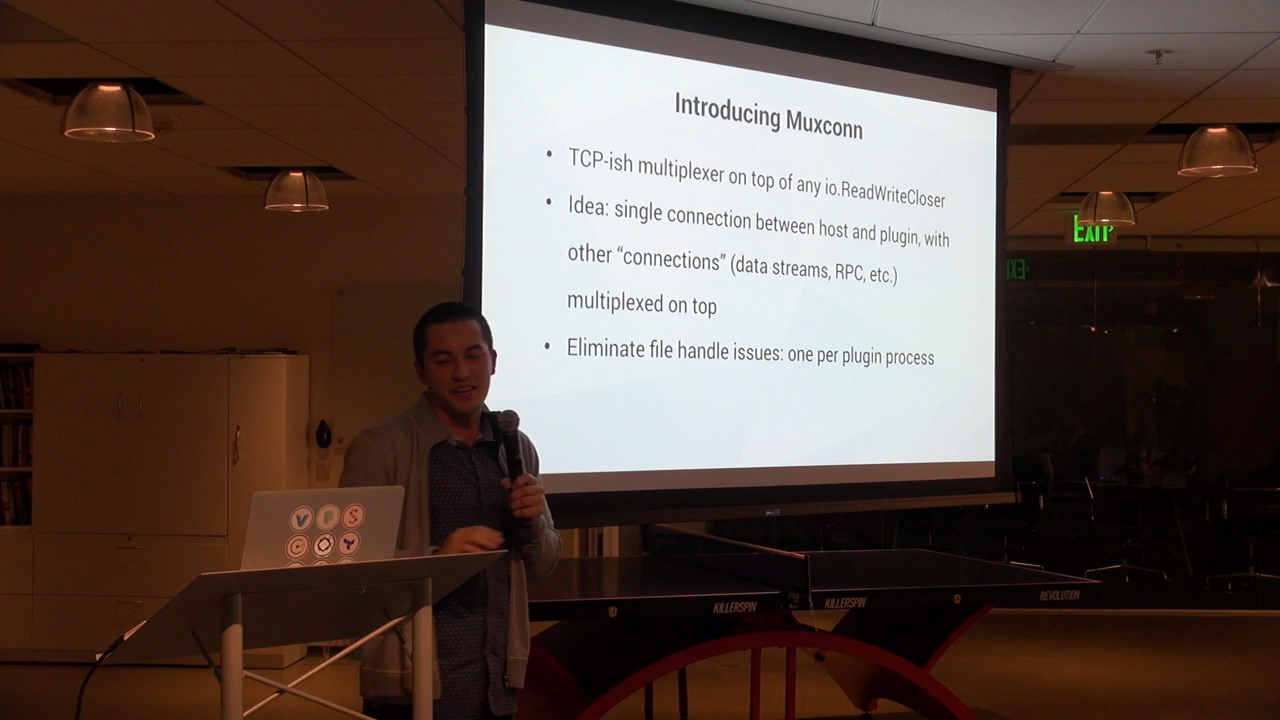 Introducing Muxconn
• TCP-ish multiplexer on top of any io.ReadWriteCloser
• Idea: single connection between host and plugin, with
other “connections” (data streams, RPC, etc.)
multiplexed on top
• Eliminate file handle issues: one per plugin process
EXIT
EXI
KILLERSPIN
KILLERSPIN
REVOLUTION